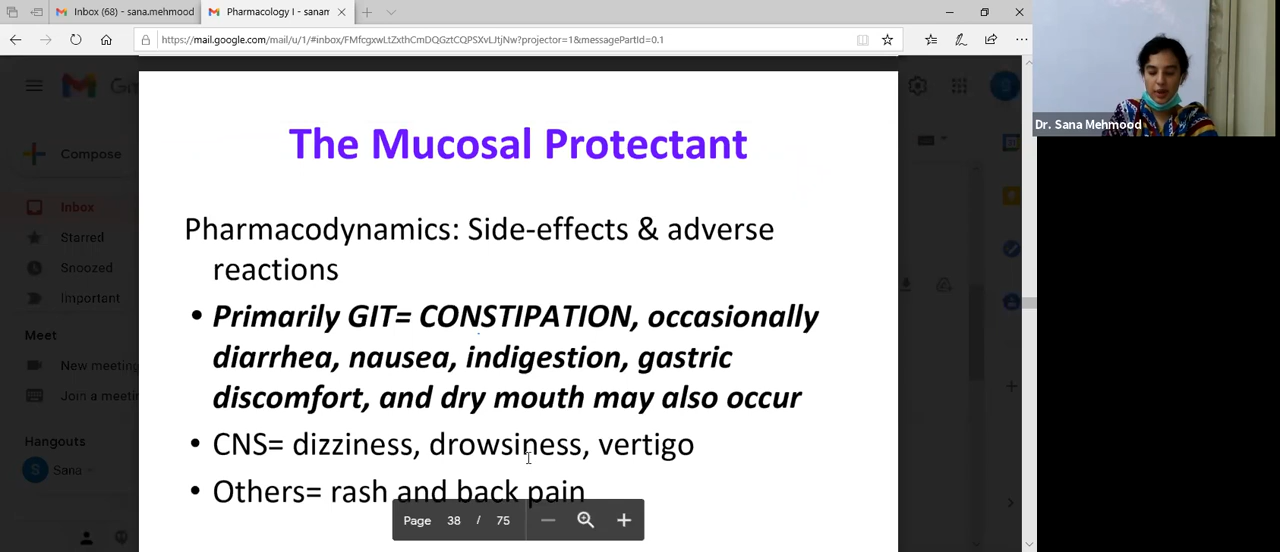 Inbox (68) - sana.mehmood
Pharmacology I - sanam
https://mail.google.com/mail/u/1/#inbox/FMfcgxwLtZxthCmDQGztCQPSXvLJtjNw?projector=1&messagePartId=0.1
Compose
Inbox
Starred
Snoozed
Important
Meet
New meeting
Join a meeting
Hangouts
S
Sana
The Mucosal Protectant
Pharmacodynamics: Side-effects & adverse
reactions
• Primarily GIT= CONSTIPATION, occasionally
diarrhea, nausea, indigestion, gastric
discomfort, and dry mouth may also occur
• CNS= dizziness, drowsiness, vertigo
• Others= rash and back pain
Page 38 / 75
Dr. Sana Mehmood